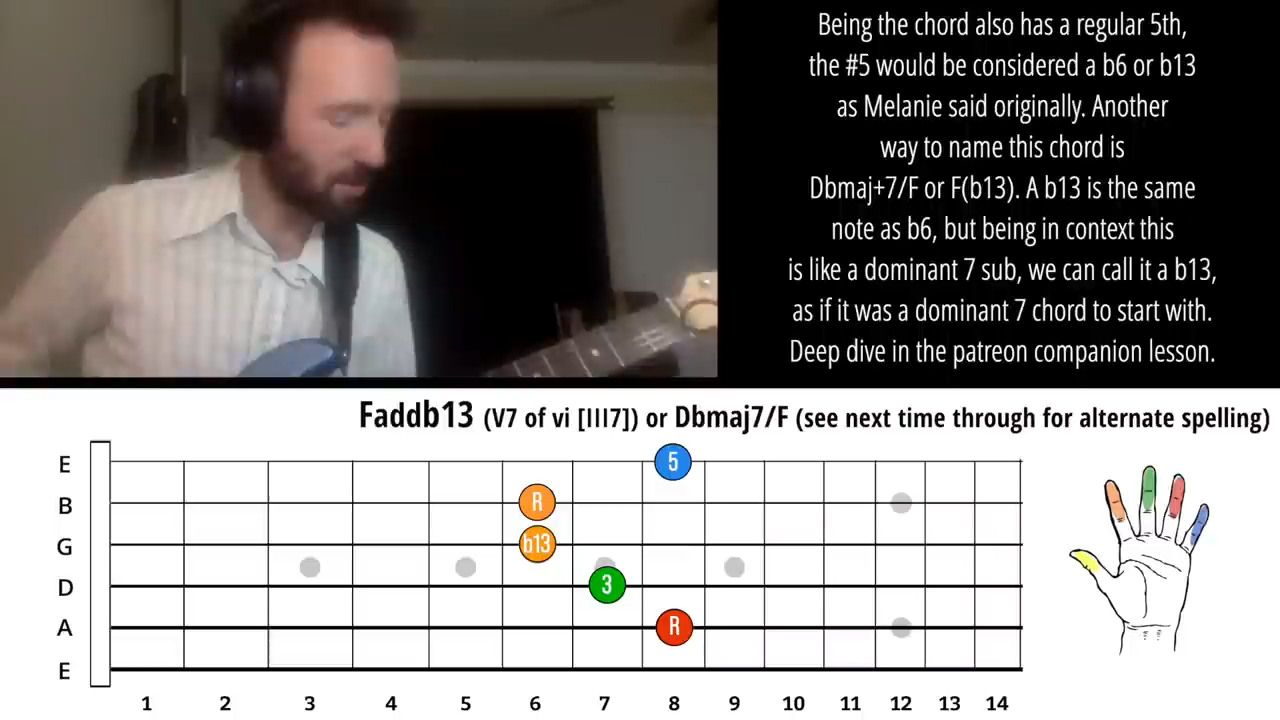 Being the chord also has a regular 5th,
the #5 would be considered a b6 or b13
as Melanie said originally. Another
way to name this chord is
Dbmaj+7/F or F(b13). A b13 is the same
note as b6, but being in context this
is like a dominant 7 sub, we can call it a b13,
as if it was a dominant 7 chord to start with.
Deep dive in the patreon companion lesson.
Faddb13 (V7 of vi [III7]) or Dbmaj7/F (see next time through for alternate spelling)
E 5
B R
G b13
D 3
A R
E
1 2 3 4 5 6 7 8 9 10 11 12 13 14